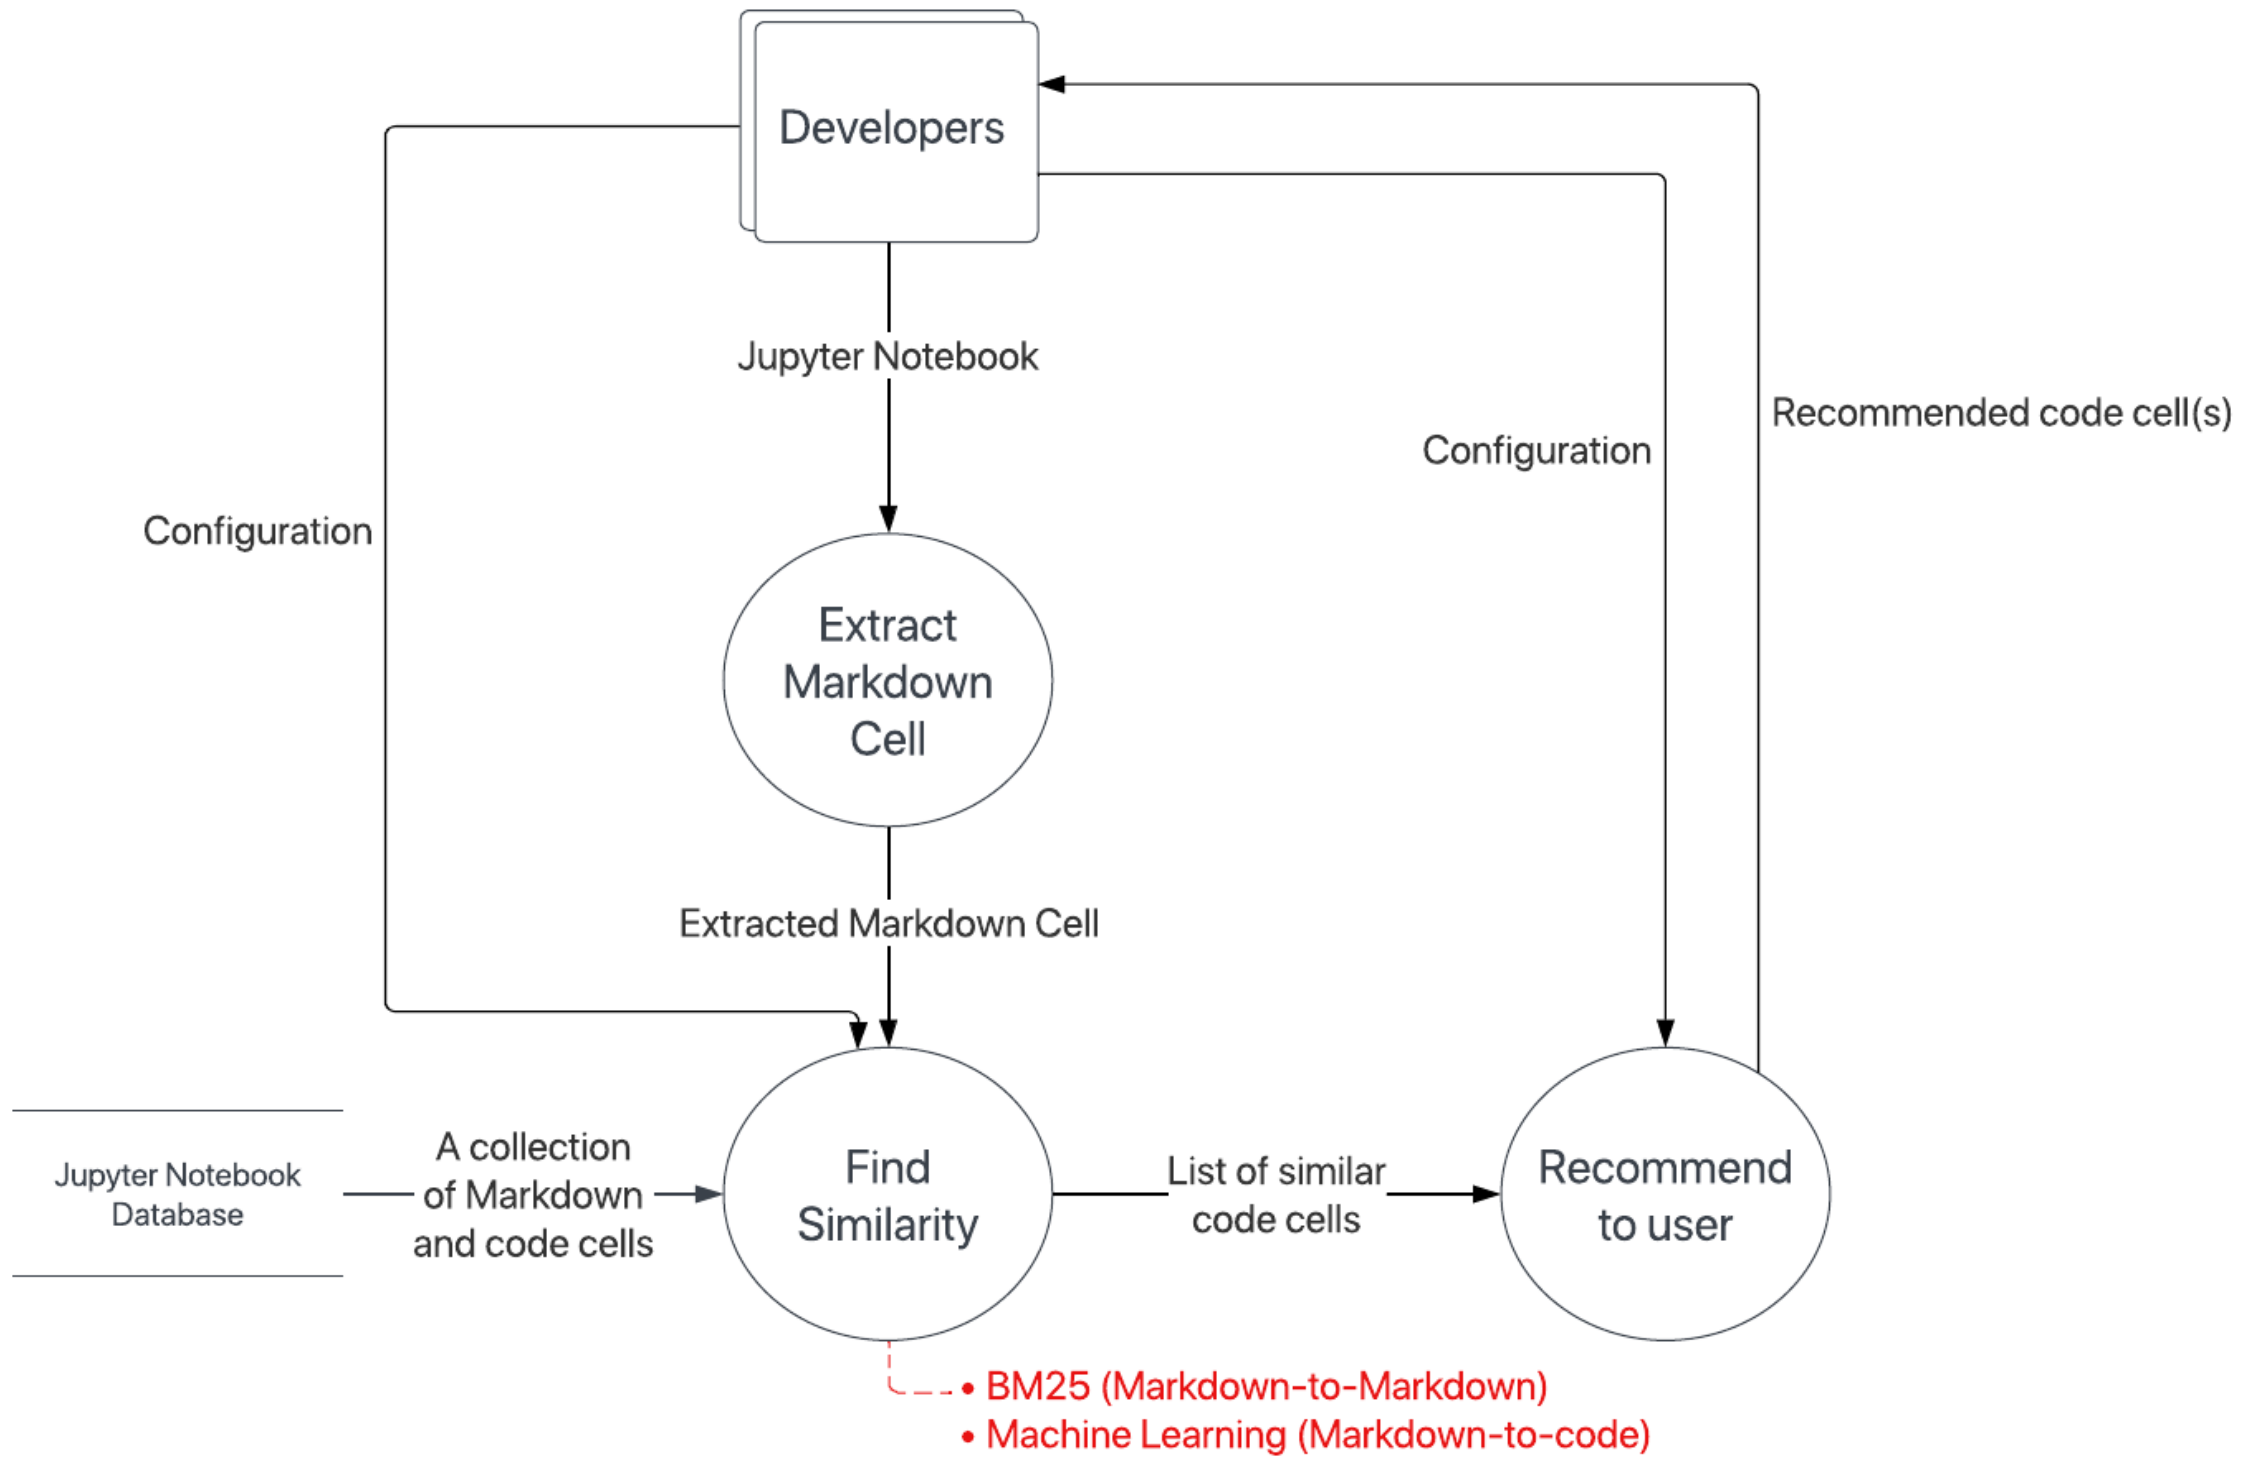 Developers
Jupyter Notebook
Recommended code cell(s)
Configuration
Configuration
Extract
Markdown
Cell
Extracted Markdown Cell
Jupyter Notebook
Database
A collection
of Markdown
and code cells
Find
Similarity
List of similar
code cells
Recommend
to user
• BM25 (Markdown-to-Markdown)
• Machine Learning (Markdown-to-code)